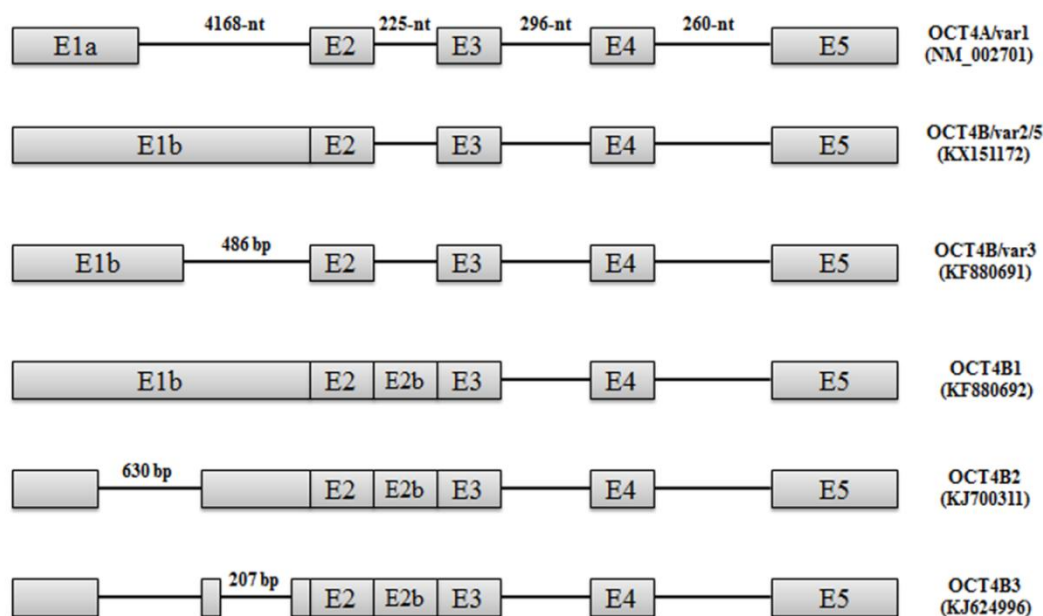 4168-nt 225-nt 296-nt 260-nt
E1a E2 E3 E4 E5
OCT4A/var1
(NM_002701)
E1b E2 E3 E4 E5
OCT4B/var2/5
(KX151172)
486 bp
E1b E2 E3 E4 E5
OCT4B/var3
(KF880691)
E1b E2 E2b E3 E4 E5
OCT4B1
(KF880692)
630 bp
E2 E2b E3 E4 E5
OCT4B2
(KJ700311)
207 bp
E2 E2b E3 E4 E5
OCT4B3
(KJ624996)